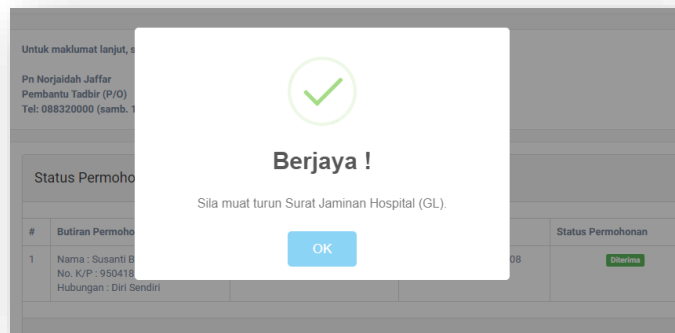 Untuk maklumat lanjut, s
Pn Norjaidah Jaffar
Pembantu Tadbir (P/O)
Tel: 088320000 (samb. 1
Berjaya !
Sila muat turun Surat Jaminan Hospital (GL).
OK
Status Permoho
# Butiran Permoho Status Permohonan
1 Nama : Susanti B 08 Diterima
No. K/P : 950418
Hubungan : Diri Sendiri